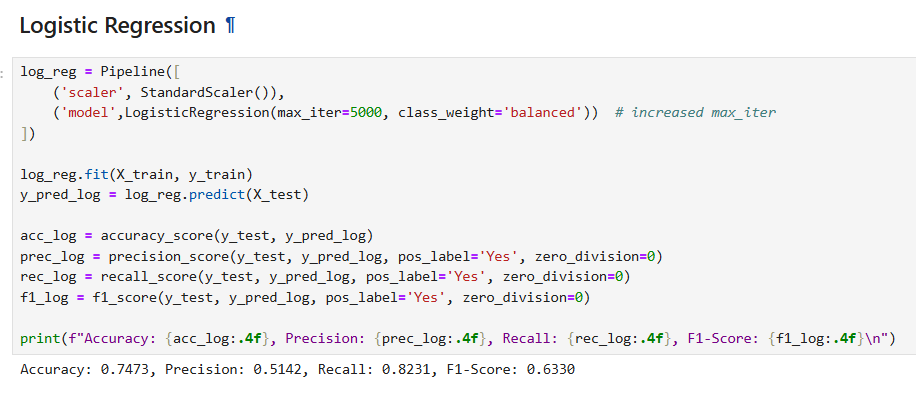 Logistic Regression ¶
:
log_reg = Pipeline([
    ('scaler', StandardScaler()),
    ('model',LogisticRegression(max_iter=5000, class_weight='balanced'))  # increased max_iter
])

log_reg.fit(X_train, y_train)
y_pred_log = log_reg.predict(X_test)

acc_log = accuracy_score(y_test, y_pred_log)
prec_log = precision_score(y_test, y_pred_log, pos_label='Yes', zero_division=0)
rec_log = recall_score(y_test, y_pred_log, pos_label='Yes', zero_division=0)
f1_log = f1_score(y_test, y_pred_log, pos_label='Yes', zero_division=0)

print(f"Accuracy: {acc_log:.4f}, Precision: {prec_log:.4f}, Recall: {rec_log:.4f}, F1-Score: {f1_log:.4f}\n")
Accuracy: 0.7473, Precision: 0.5142, Recall: 0.8231, F1-Score: 0.6330